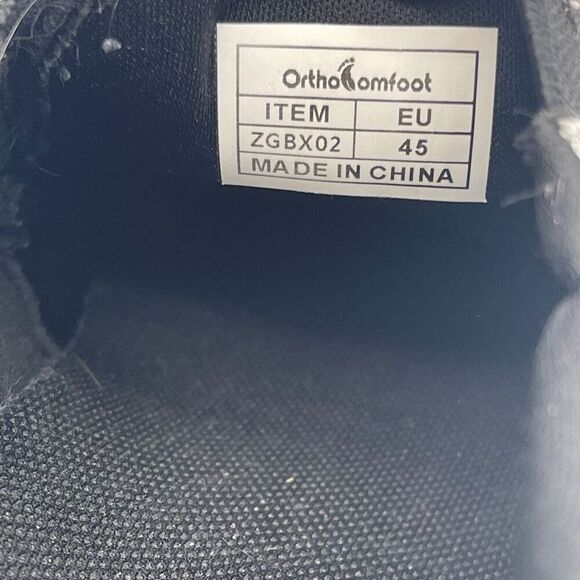 OrthoComfoot
ITEM EU
ZGBX02 45
MADE IN CHINA